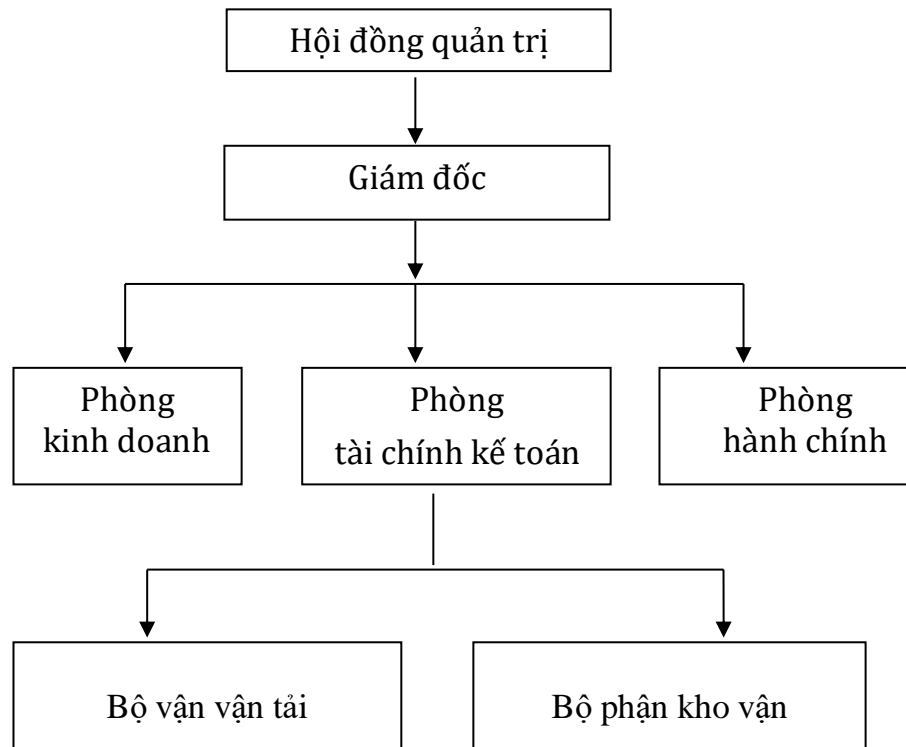 Hội đồng quản trị
Giám đốc
Phòng
kinh doanh
Phòng
tài chính kế toán
Phòng
hành chính
Bộ vận vận tải
Bộ phận kho vận